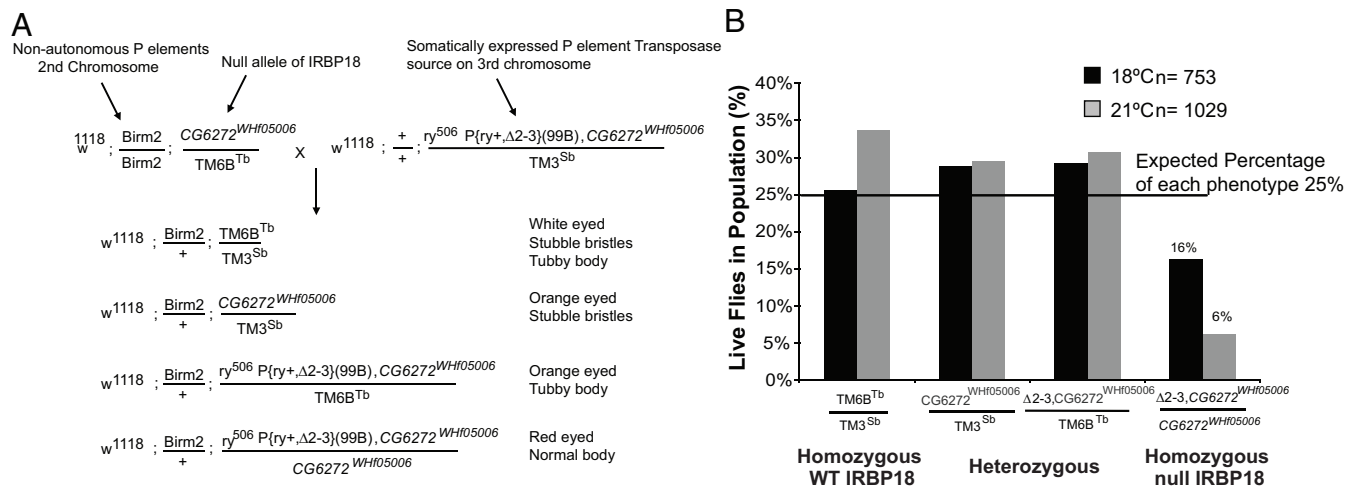 A
Non-autonomous P elements
2nd Chromosome
Null allele of IRBP18
Somatically expressed P element Transposase
source on 3rd chromosome
w1118 ; Birm2 / Birm2 ; CG6272WHf05006 / TM6BTb X w1118 ; + / + ; ry506 P{ry+,Δ2-3}(99B), CG6272WHf05006 / TM3Sb
w1118 ; Birm2 / + ; TM6BTb / TM3Sb
White eyed
Stubble bristles
Tubby body
w1118 ; Birm2 / + ; CG6272WHf05006 / TM3Sb
Orange eyed
Stubble bristles
w1118 ; Birm2 / + ; ry506 P{ry+,Δ2-3}(99B), CG6272WHf05006 / TM6BTb
Orange eyed
Tubby body
w1118 ; Birm2 / + ; ry506 P{ry+,Δ2-3}(99B), CG6272WHf05006 / CG6272WHf05006
Red eyed
Normal body
B
Live Flies in Population (%)
40%
35%
30%
25%
20%
15%
10%
5%
0%
18ºCn= 753
21ºCn= 1029
Expected Percentage
of each phenotype 25%
16%
6%
TM6BTb / TM3Sb
CG6272WHf05006 / TM3Sb
Δ2-3,CG6272WHf05006 / TM6BTb
Δ2-3,CG6272WHf05006 / CG6272WHf05006
Homozygous
WT IRBP18
Heterozygous
Homozygous
null IRBP18